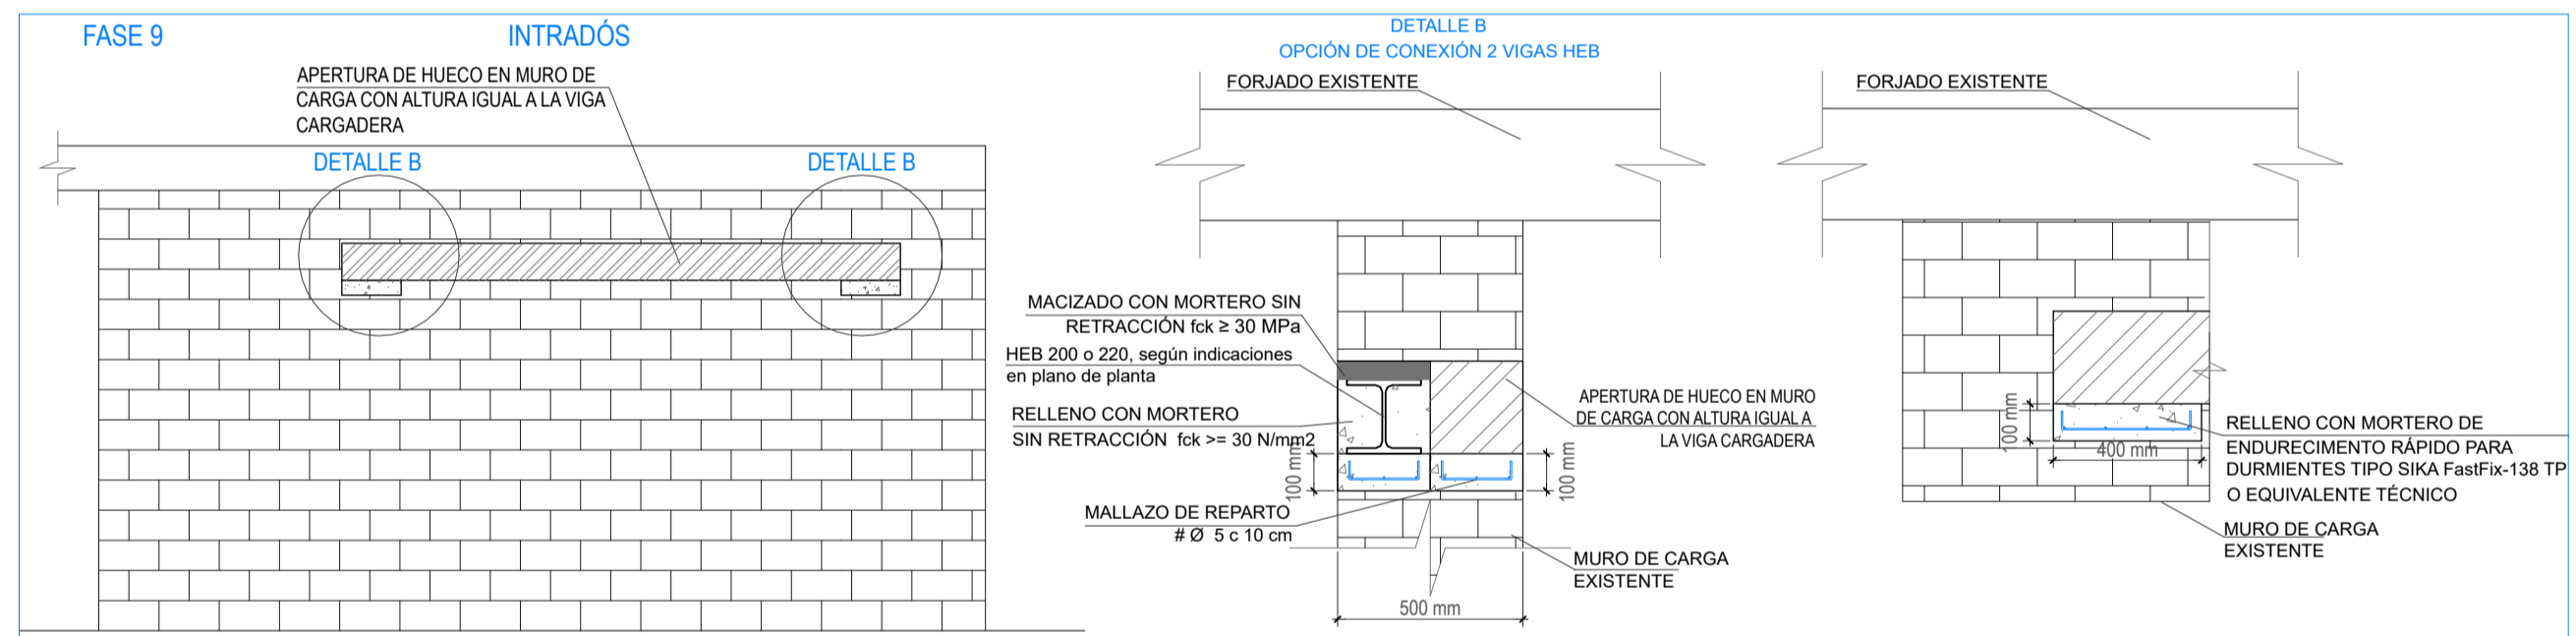 FASE 9
INTRADÓS
APERTURA DE HUECO EN MURO DE
CARGA CON ALTURA IGUAL A LA VIGA
CARGADERA
DETALLE B
DETALLE B
DETALLE B
OPCIÓN DE CONEXIÓN 2 VIGAS HEB
FORJADO EXISTENTE
MACIZADO CON MORTERO SIN
RETRACCIÓN fck ≥ 30 MPa
HEB 200 o 220, según indicaciones
en plano de planta
RELLENO CON MORTERO
SIN RETRACCIÓN fck >= 30 N/mm2
100 mm
MALLAZO DE REPARTO
# Ø 5 c 10 cm
500 mm
100 mm
APERTURA DE HUECO EN MURO
DE CARGA CON ALTURA IGUAL A
LA VIGA CARGADERA
MURO DE CARGA
EXISTENTE
FORJADO EXISTENTE
100 mm
400 mm
RELLENO CON MORTERO DE
ENDURECIMENTO RÁPIDO PARA
DURMIENTES TIPO SIKA FastFix-138 TP
O EQUIVALENTE TÉCNICO
MURO DE CARGA
EXISTENTE